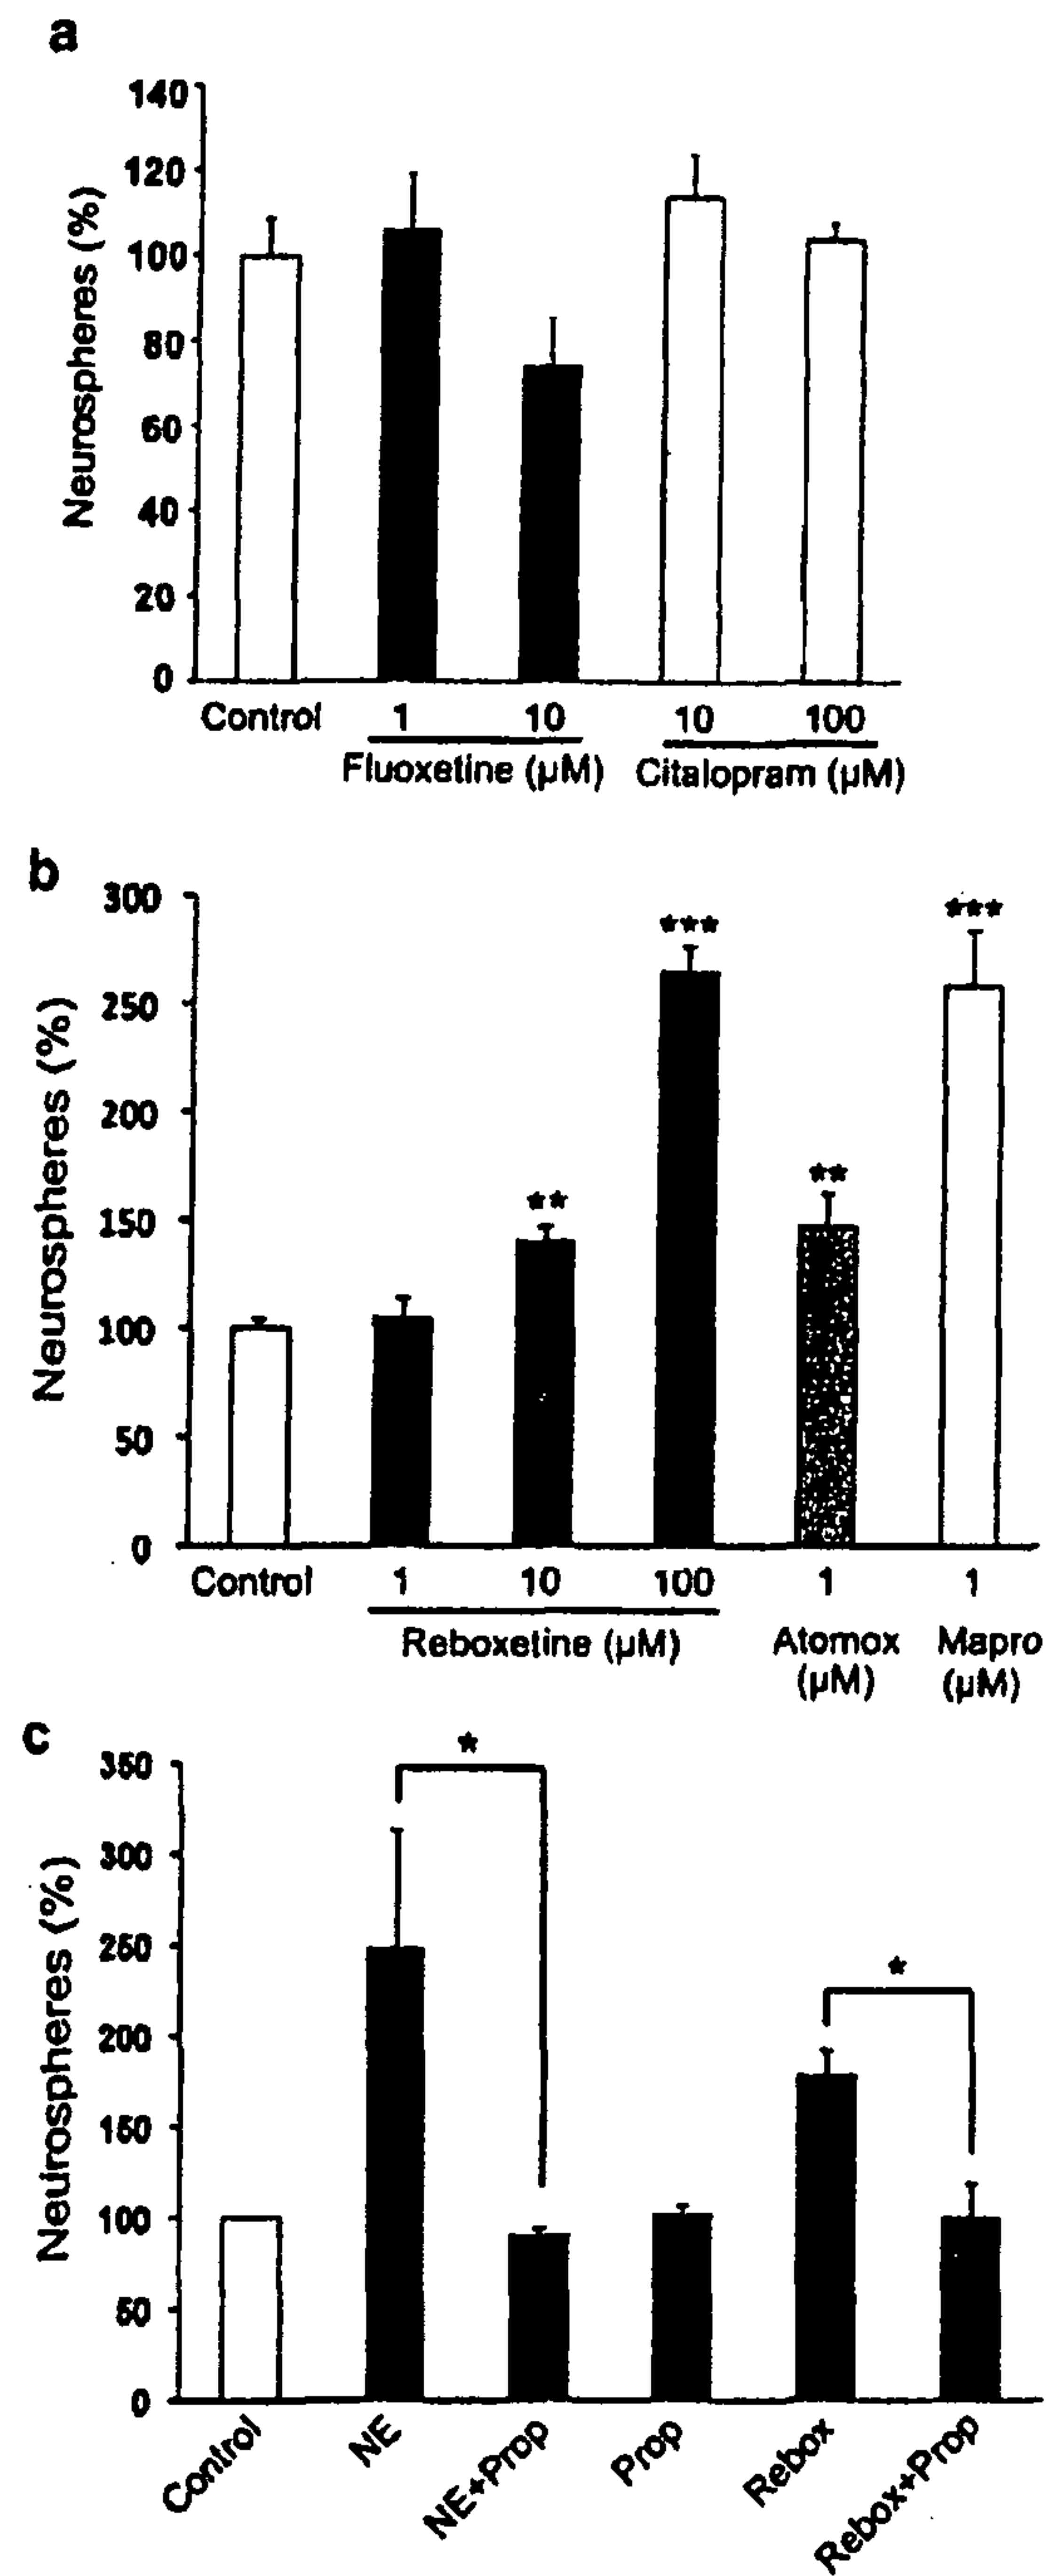 a
Neurospheres (%)
140
120
100
80
60
40
20
0
Control 1 10 10 100
Fluoxetine (µM) Citalopram (µM)
b
Neurospheres (%)
300
250
200
150
100
50
0
** *** ** ***
Control 1 10 100 1 1
Reboxetine (µM) Atomox Mapro
(µM) (µM)
c
Neurospheres (%)
350
300
250
200
150
100
50
0
* *
Control NE NE+Prop Prop Rebox Rebox+Prop